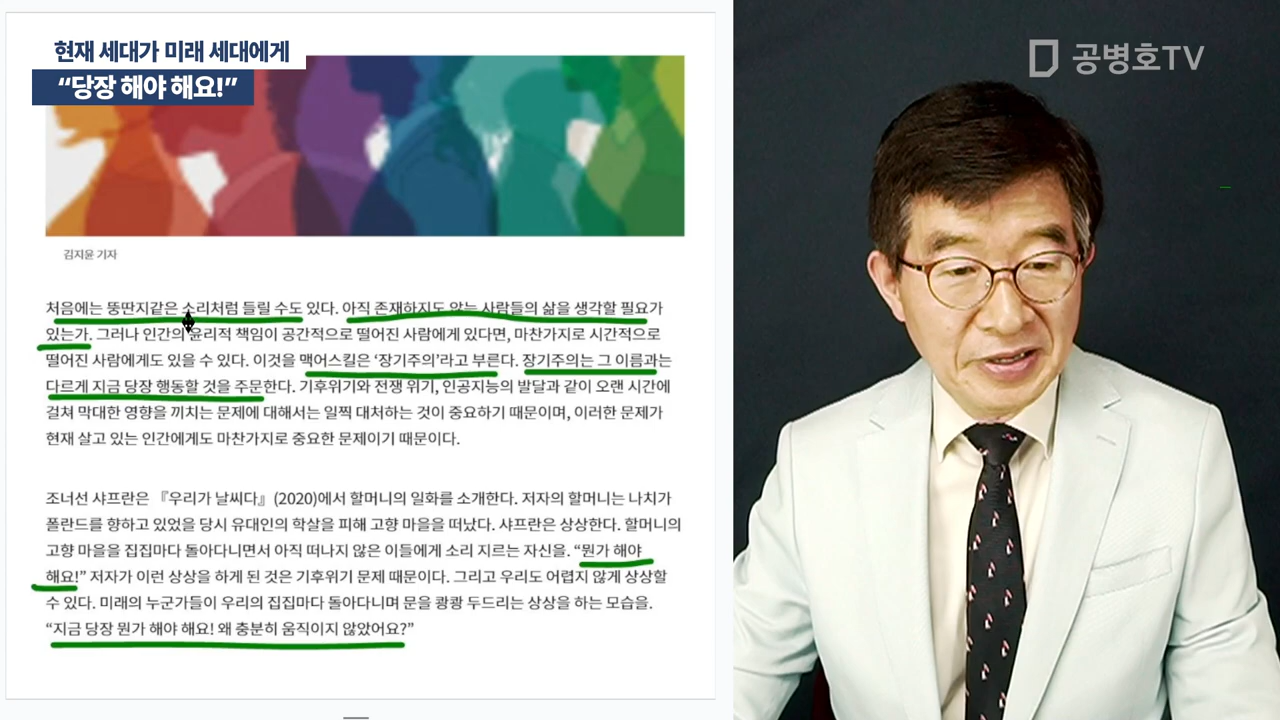 현재 세대가 미래 세대에게
“당장 해야 해요!”
공병호TV
김지윤 기자
처음에는 뚱딴지같은 소리처럼 들릴 수도 있다. 아직 존재하지도 않는 사람들의 삶을 생각할 필요가
있는가. 그러나 인간의 윤리적 책임이 공간적으로 떨어진 사람에게 있다면, 마찬가지로 시간적으로
떨어진 사람에게도 있을 수 있다. 이것을 맥어스킬은 ‘장기주의’라고 부른다. 장기주의는 그 이름과는
다르게 지금 당장 행동할 것을 주문한다. 기후위기와 전쟁 위기, 인공지능의 발달과 같이 오랜 시간에
걸쳐 막대한 영향을 끼치는 문제에 대해서는 일찍 대처하는 것이 중요하기 때문이며, 이러한 문제가
현재 살고 있는 인간에게도 마찬가지로 중요한 문제이기 때문이다.
조너선 샤프란은 『우리가 날씨다』(2020)에서 할머니의 일화를 소개한다. 저자의 할머니는 나치가
폴란드를 향하고 있었을 당시 유대인의 학살을 피해 고향 마을을 떠났다. 샤프란은 상상한다. 할머니의
고향 마을을 집집마다 돌아다니면서 아직 떠나지 않은 이들에게 소리 지르는 자신을. “뭔가 해야
해요!” 저자가 이런 상상을 하게 된 것은 기후위기 문제 때문이다. 그리고 우리도 어렵지 않게 상상할
수 있다. 미래의 누군가들이 우리의 집집마다 돌아다니며 문을 쾅쾅 두드리는 상상을 하는 모습을.
“지금 당장 뭔가 해야 해요! 왜 충분히 움직이지 않았어요?”